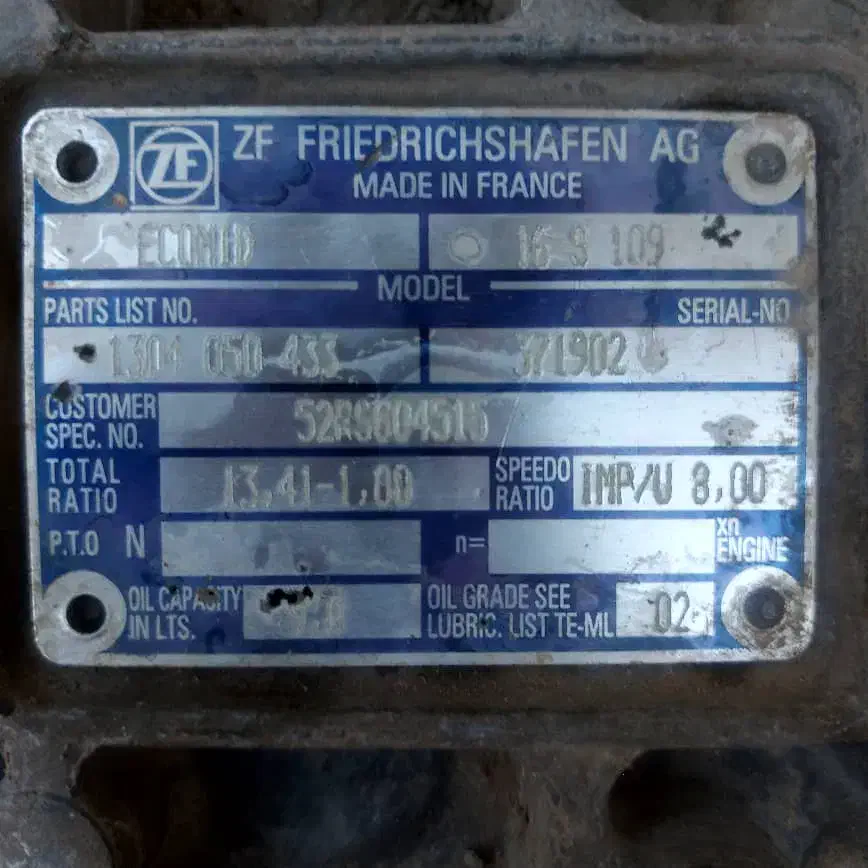 ZF ZF FRIEDRICHSHAFEN AG
MADE IN FRANCE
ECOMID 16 S 109
MODEL
PARTS LIST NO. SERIAL-NO
1304 050 433 371902
CUSTOMER SPEC. NO.
TOTAL RATIO 13,41-1,00 SPEEDO RATIO IMP/U 8,00
P.T.O N n= xn ENGINE
OIL CAPACITY IN LTS. OIL GRADE SEE LUBRIC. LIST TE-ML 02